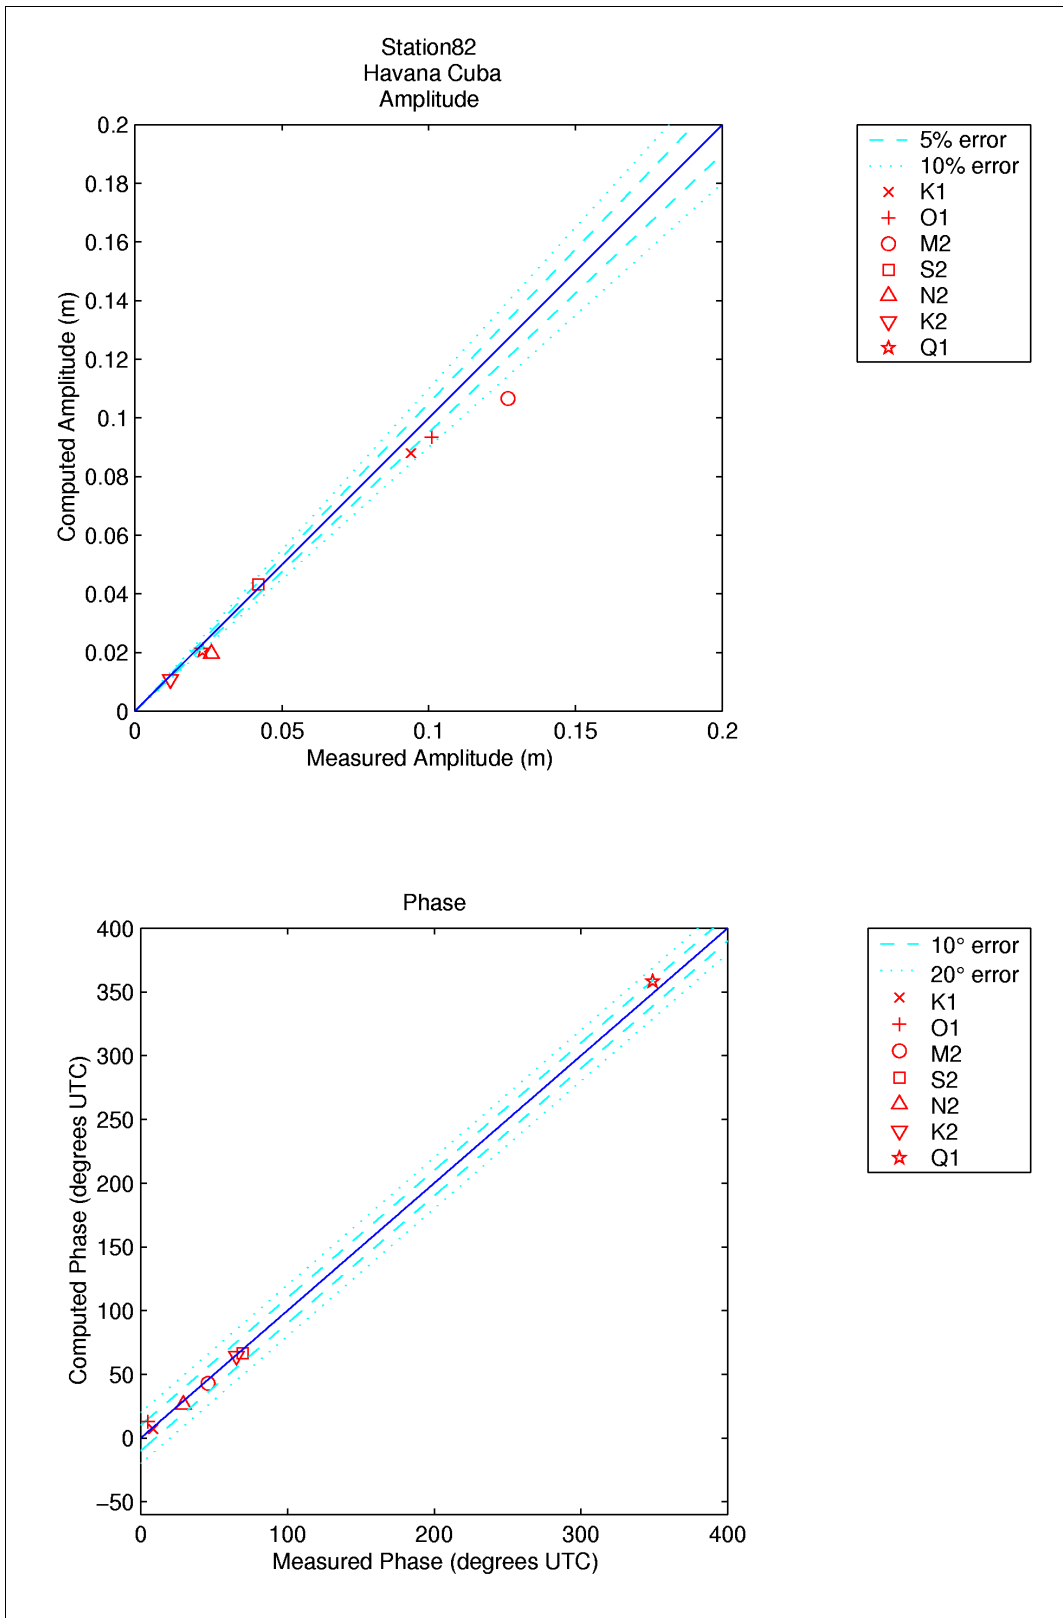 Station82
Havana Cuba
Amplitude
0.2
0.18
0.16
0.14
0.12
0.1
0.08
0.06
0.04
0.02
0
Computed Amplitude (m)
0 0.05 0.1 0.15 0.2
Measured Amplitude (m)
5% error
10% error
K1
O1
M2
S2
N2
K2
Q1
Phase
400
350
300
250
200
150
100
50
0
−50
Computed Phase (degrees UTC)
0 100 200 300 400
Measured Phase (degrees UTC)
10° error
20° error
K1
O1
M2
S2
N2
K2
Q1